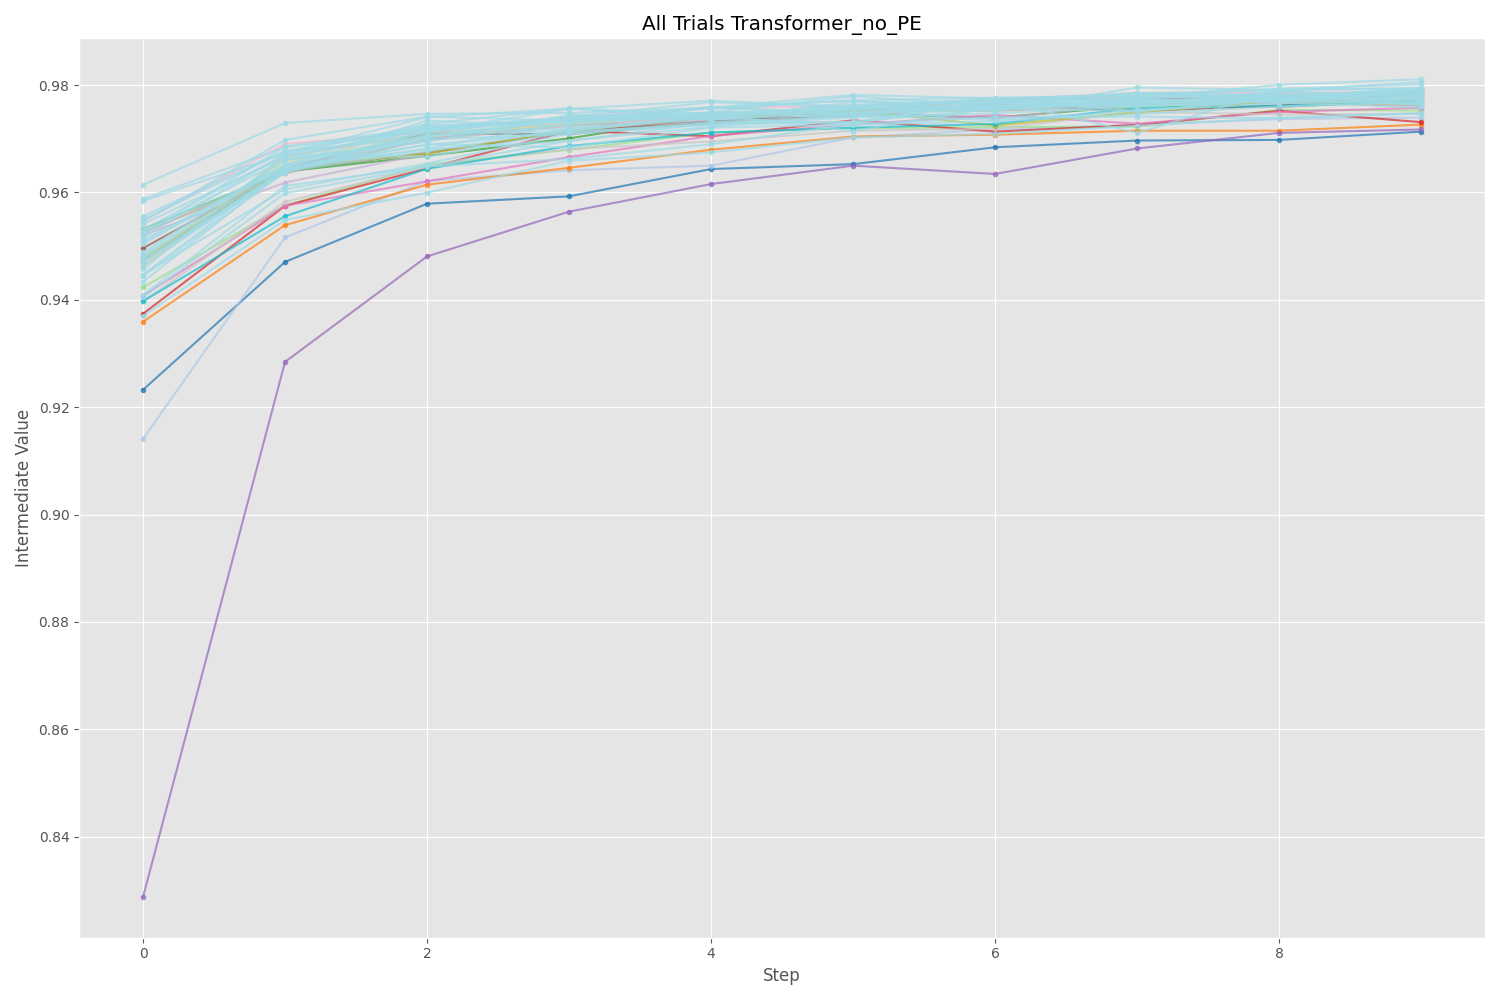 All Trials Transformer_no_PE
0.98
0.96
0.94
0.92
0.90
0.88
0.86
0.84
Intermediate Value
0 2 4 6 8
Step